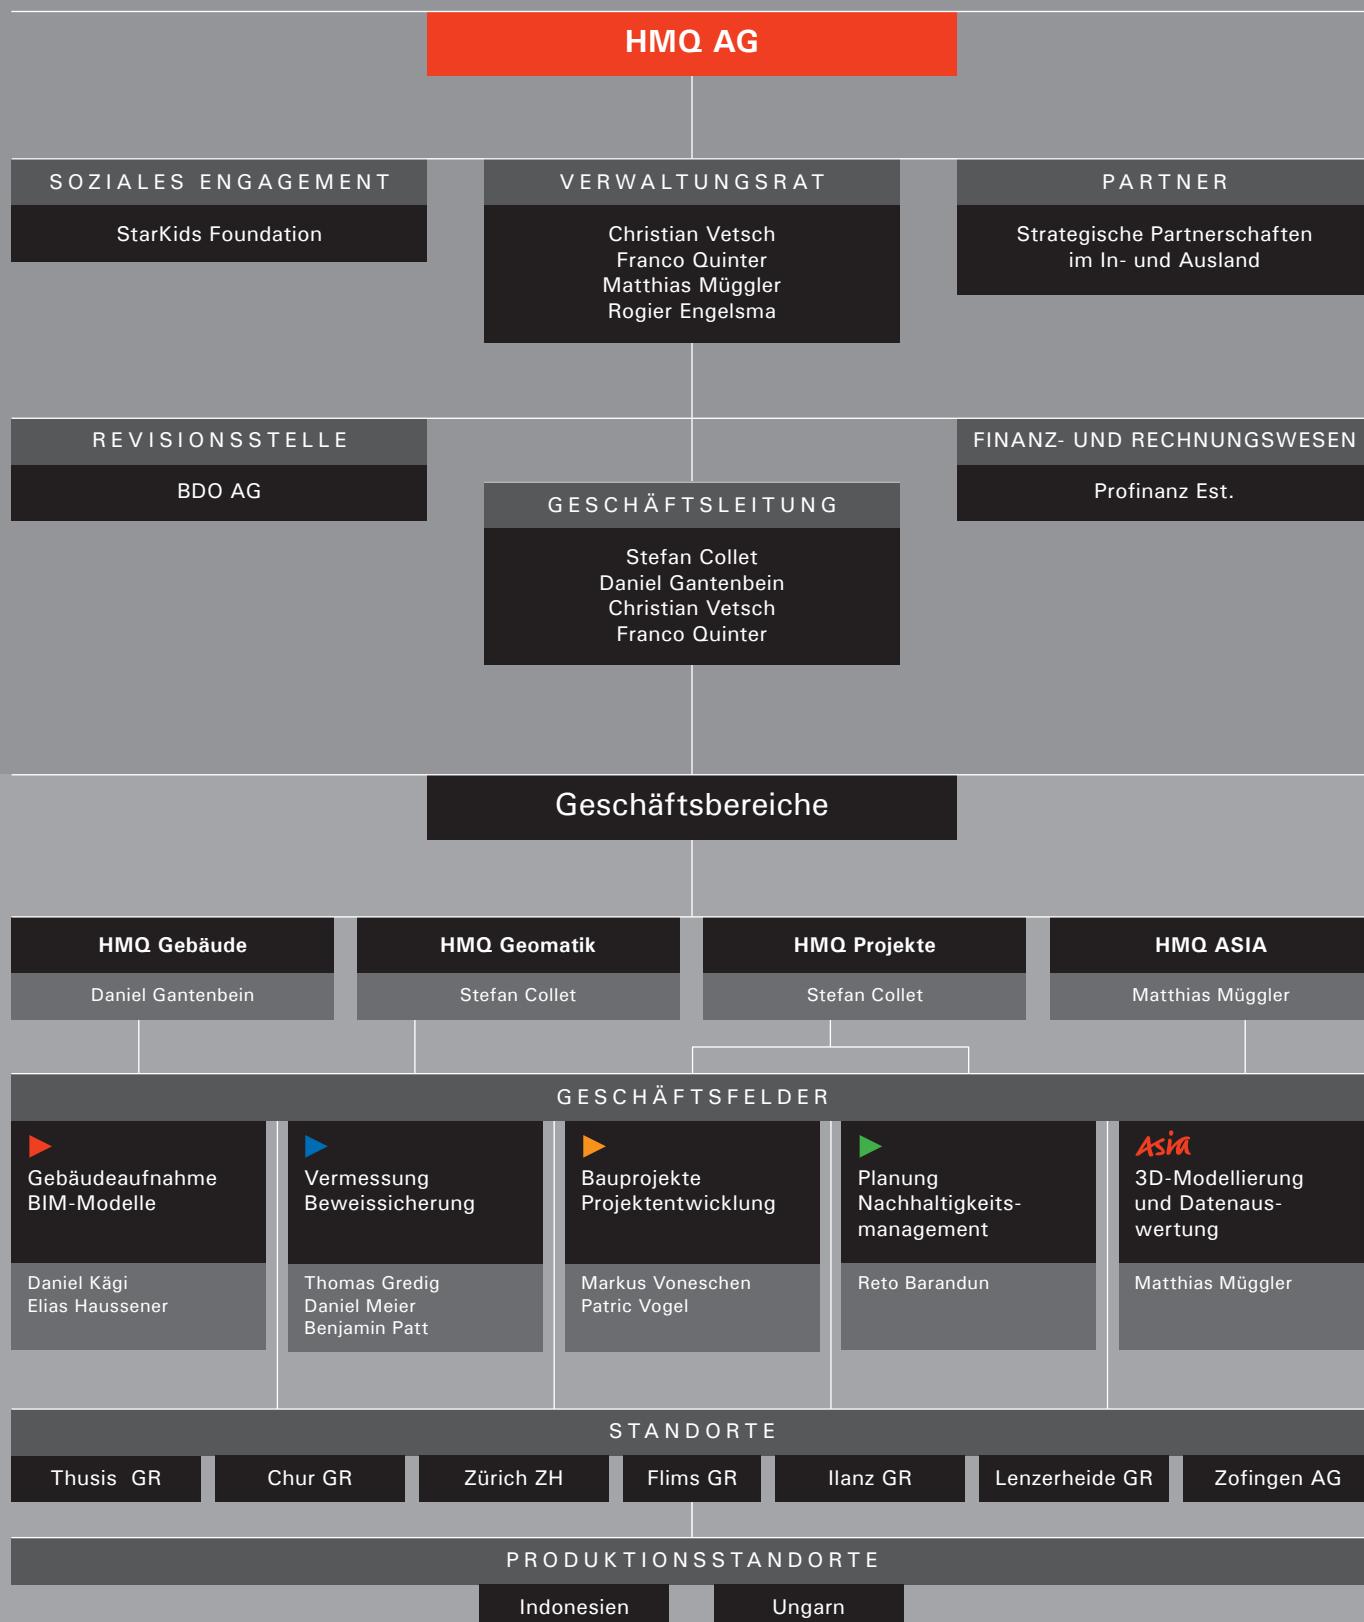 HMQ AG
SOZIALES ENGAGEMENT
StarKids Foundation
VERWALTUNGSRAT
Christian Vetsch
Franco Quinter
Matthias Müggler
Rogier Engelsma
PARTNER
Strategische Partnerschaften
im In- und Ausland
REVISIONSSTELLE
BDO AG
GESCHÄFTSLEITUNG
Stefan Collet
Daniel Gantenbein
Christian Vetsch
Franco Quinter
FINANZ- UND RECHNUNGSWESEN
Profinanz Est.
Geschäftsbereiche
HMQ Gebäude
Daniel Gantenbein
HMQ Geomatik
Stefan Collet
HMQ Projekte
Stefan Collet
HMQ ASIA
Matthias Müggler
GESCHÄFTSFELDER
Gebäudeaufnahme
BIM-Modelle
Daniel Kägi
Elias Haussener
Vermessung
Beweissicherung
Thomas Gredig
Daniel Meier
Benjamin Patt
Bauprojekte
Projektentwicklung
Markus Voneschen
Patric Vogel
Planung
Nachhaltigkeits-
management
Reto Barandun
Asia
3D-Modellierung
und Datenaus-
wertung
Matthias Müggler
STANDORTE
Thusis GR
Chur GR
Zürich ZH
Flims GR
Ilanz GR
Lenzerheide GR
Zofingen AG
PRODUKTIONSSTANDORTE
Indonesien
Ungarn